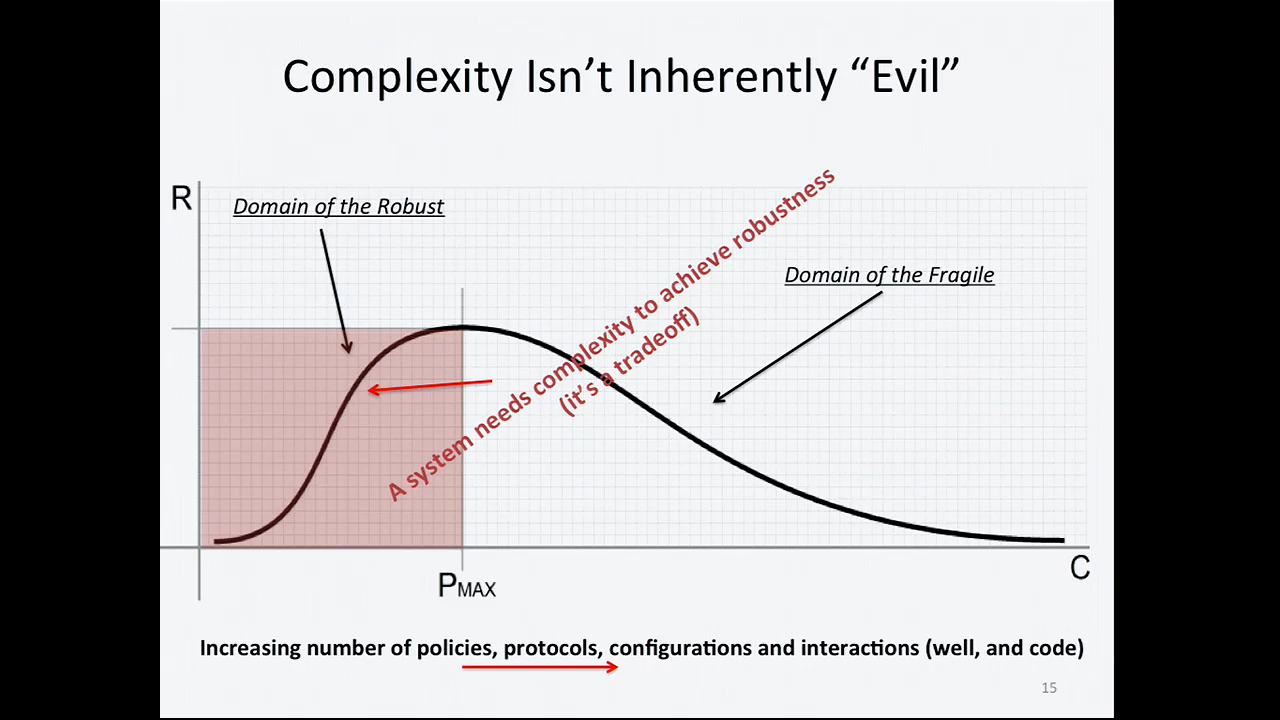 Complexity Isn’t Inherently “Evil”
R
Domain of the Robust
A system needs complexity to achieve robustness
(it’s a tradeoff)
Domain of the Fragile
C
PMAX
Increasing number of policies, protocols, configurations and interactions (well, and code)
15